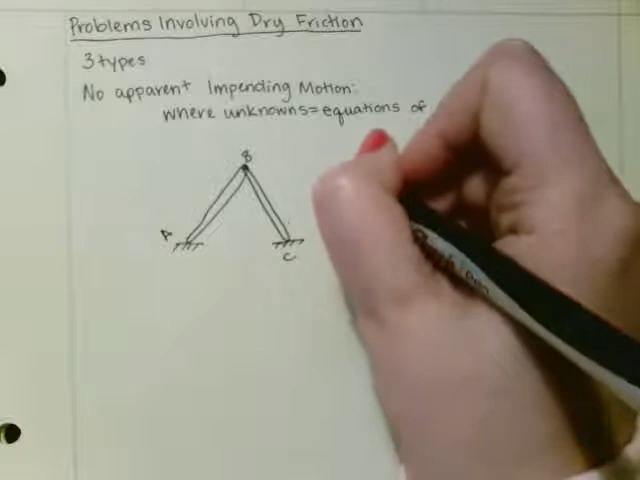 Problems Involving Dry Friction
3 types
No apparent Impending Motion:
where unknowns = equations of
B
A
C